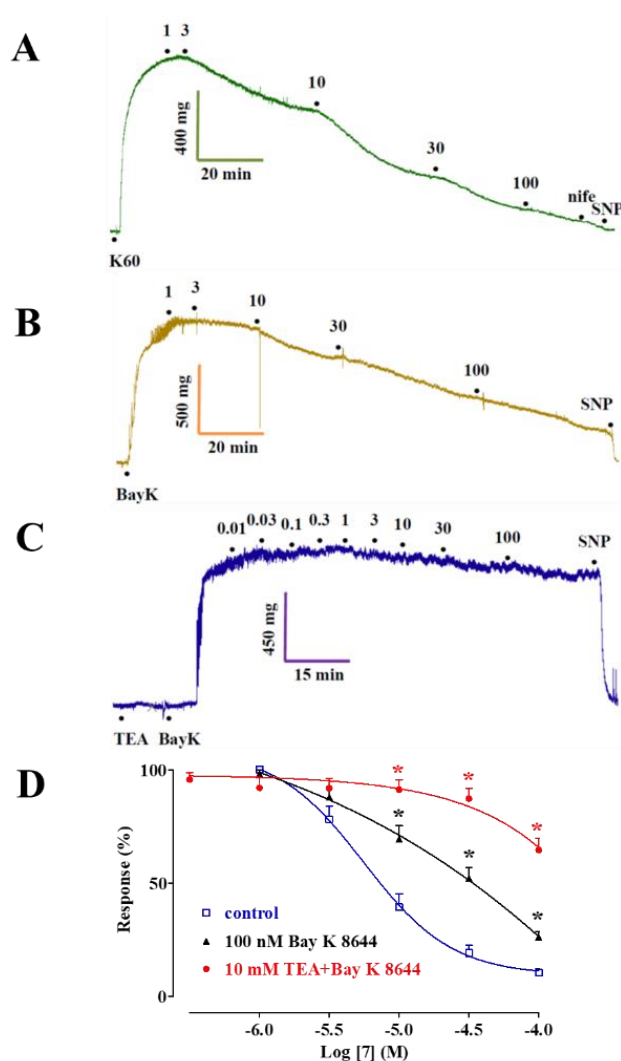 A
1 3
10
30
100
nife
SNP
400 mg
20 min
K60
B
1 3
10
30
100
SNP
500 mg
20 min
BayK
C
0.01 0.03 0.1 0.3 1 3 10 30 100
SNP
450 mg
15 min
TEA BayK
D
100
50
0
Response (%)
* * *
* * *
control
100 nM Bay K 8644
10 mM TEA+Bay K 8644
-6.0 -5.5 -5.0 -4.5 -4.0
Log [7] (M)